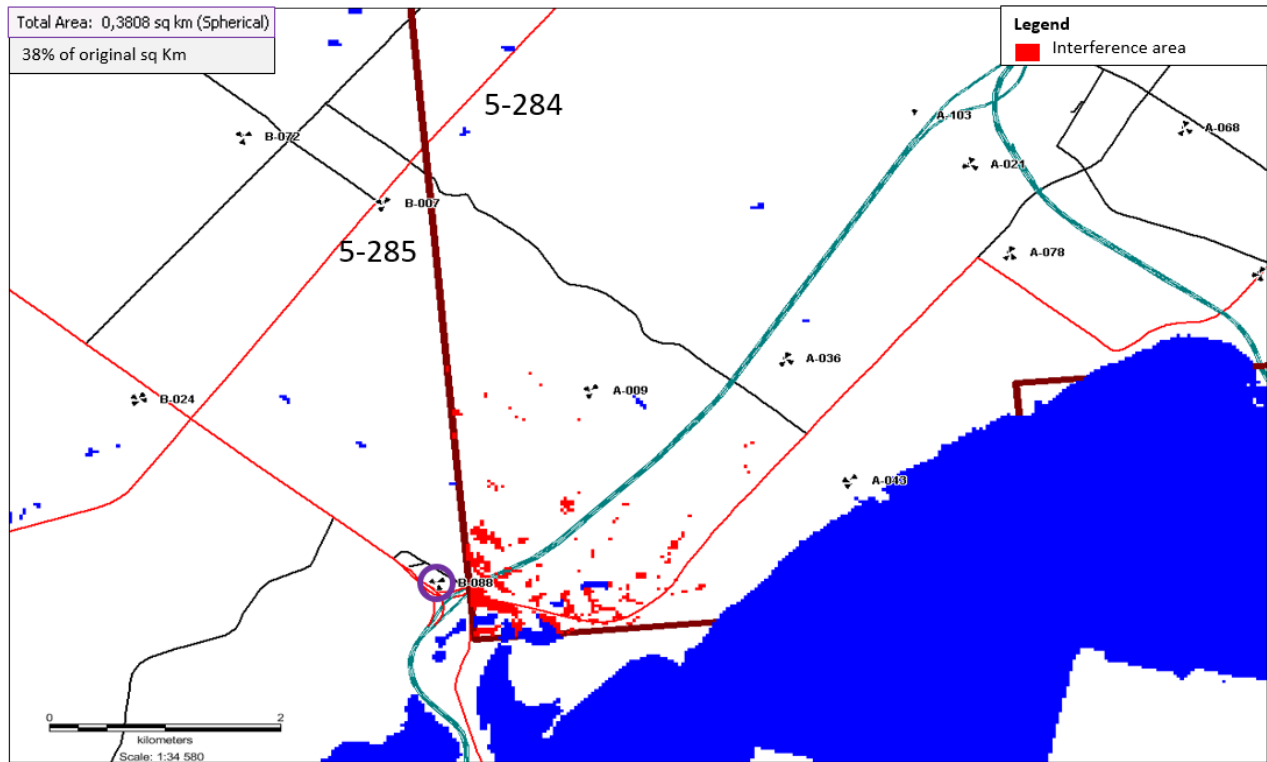 Total Area: 0,3808 sq km (Spherical)
38% of original sq Km
Legend
Interference area
5-284
A-103
A-068
B-072
A-021
B-007
5-285
A-078
A-036
A-009
B-024
A-043
B-088
0 2
kilometers
Scale: 1:34 580